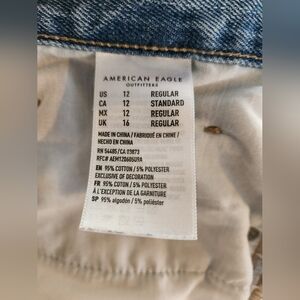 AMERICAN EAGLE
OUTFITTERS
US 12 REGULAR
CA 12 STANDARD
MX 12 REGULAR
UK 16 REGULAR
MADE IN CHINA / FABRIQUÉ EN CHINE /
HECHO EN CHINA
RN 54485/CA 03873
EN 95% COTTON / 5% POLYESTER
EXCLUSIVE OF DECORATION
FR 95% COTON / 5% POLYESTER
À L'EXCEPTION DE LA GARNITURE
SP 95% algodón / 5% poliéster